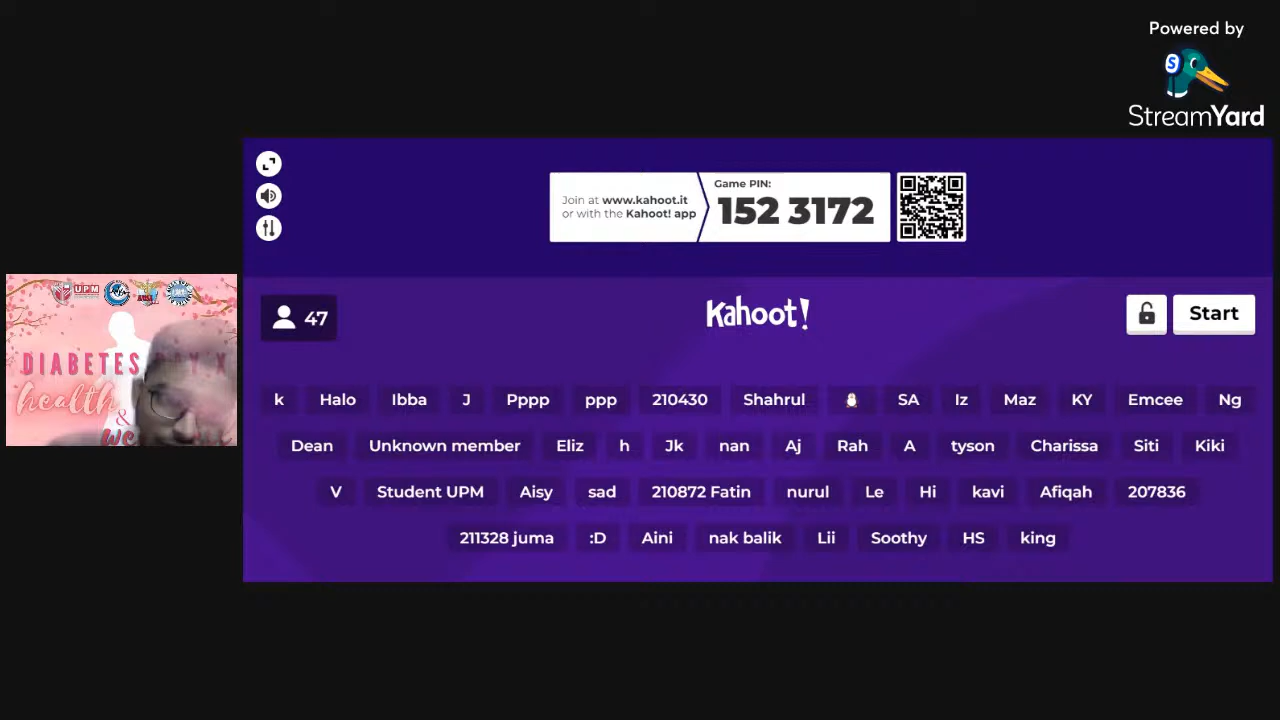 Powered by
StreamYard
Join at www.kahoot.it
or with the Kahoot! app
Game PIN:
152 3172
47
Kahoot!
Start
UPM
DIABETES DAY X
health
&
k Halo Ibba J Pppp ppp 210430 Shahrul SA Iz Maz KY Emcee Ng
Dean Unknown member Eliz h Jk nan Aj Rah A tyson Charissa Siti Kiki
V Student UPM Aisy sad 210872 Fatin nurul Le Hi kavi Afiqah 207836
211328 juma :D Aini nak balik Lii Soothy HS king